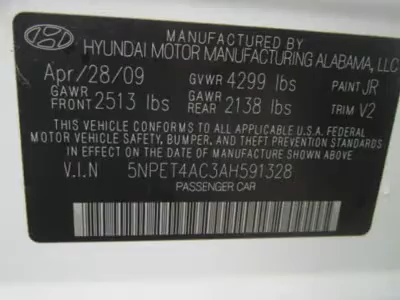 MANUFACTURED BY
HYUNDAI MOTOR MANUFACTURING ALABAMA, LLC
Apr/28/09 GVWR 4299 lbs PAINT JR
GAWR FRONT 2513 lbs GAWR REAR 2138 lbs TRIM V2
THIS VEHICLE CONFORMS TO ALL APPLICABLE U.S.A. FEDERAL
MOTOR VEHICLE SAFETY, BUMPER, AND THEFT PREVENTION STANDARDS
IN EFFECT ON THE DATE OF MANUFACTURE SHOWN ABOVE.
V.I.N 5NPET4AC3AH591328
PASSENGER CAR